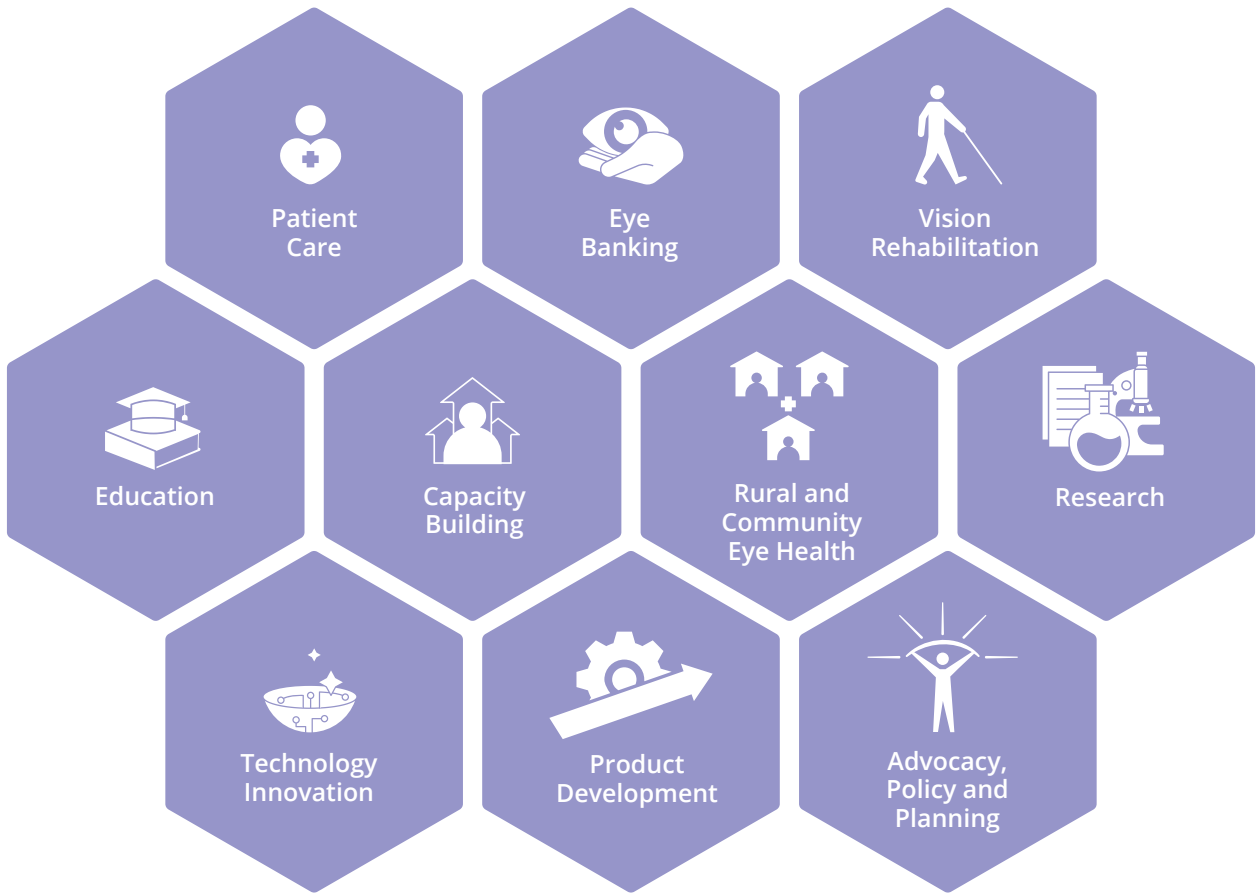 Patient
Care
Eye
Banking
Vision
Rehabilitation
Education
Capacity
Building
Rural and
Community
Eye Health
Research
Technology
Innovation
Product
Development
Advocacy,
Policy and
Planning